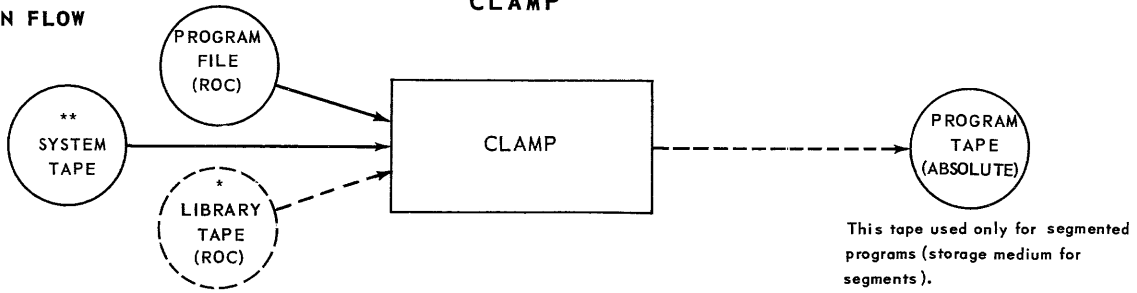 N FLOW
CLAMP
PROGRAM
FILE
(ROC)
**
SYSTEM
TAPE
*
LIBRARY
TAPE
(ROC)
CLAMP
PROGRAM
TAPE
(ABSOLUTE)
This tape used only for segmented
programs (storage medium for
segments).